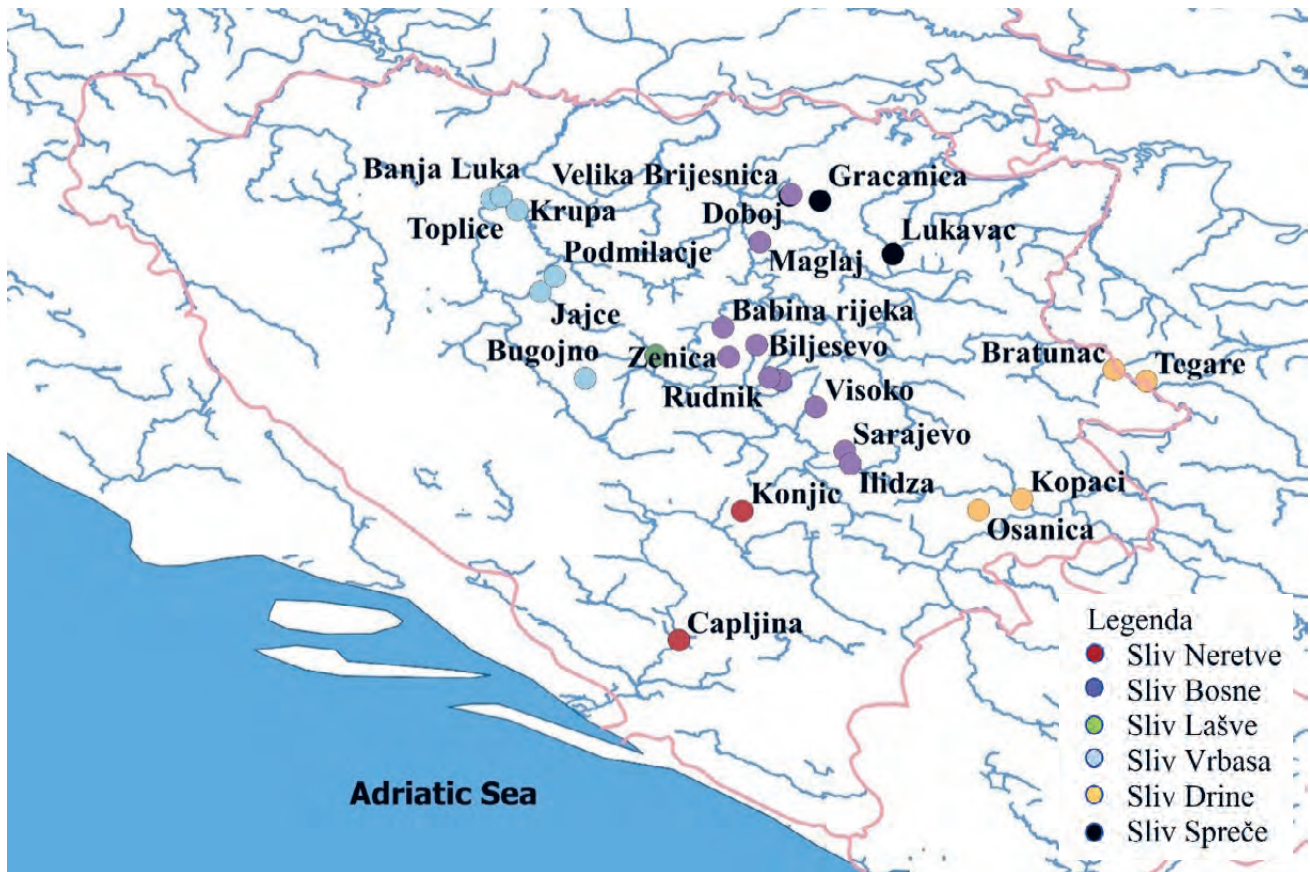 Banja Luka
Velika Brijesnica
Gracanica
Toplice
Krupa
Doboj
Lukavac
Podmilacje
Maglaj
Jajce
Babina rijeka
Bugojno
Zenica
Biljesevo
Bratunac
Tegare
Rudnik
Visoko
Sarajevo
Konjic
Ilidza
Kopaci
Osanica
Capljina
Adriatic Sea
Legenda
Sliv Neretve
Sliv Bosne
Sliv Lašve
Sliv Vrbasa
Sliv Drine
Sliv Spreče